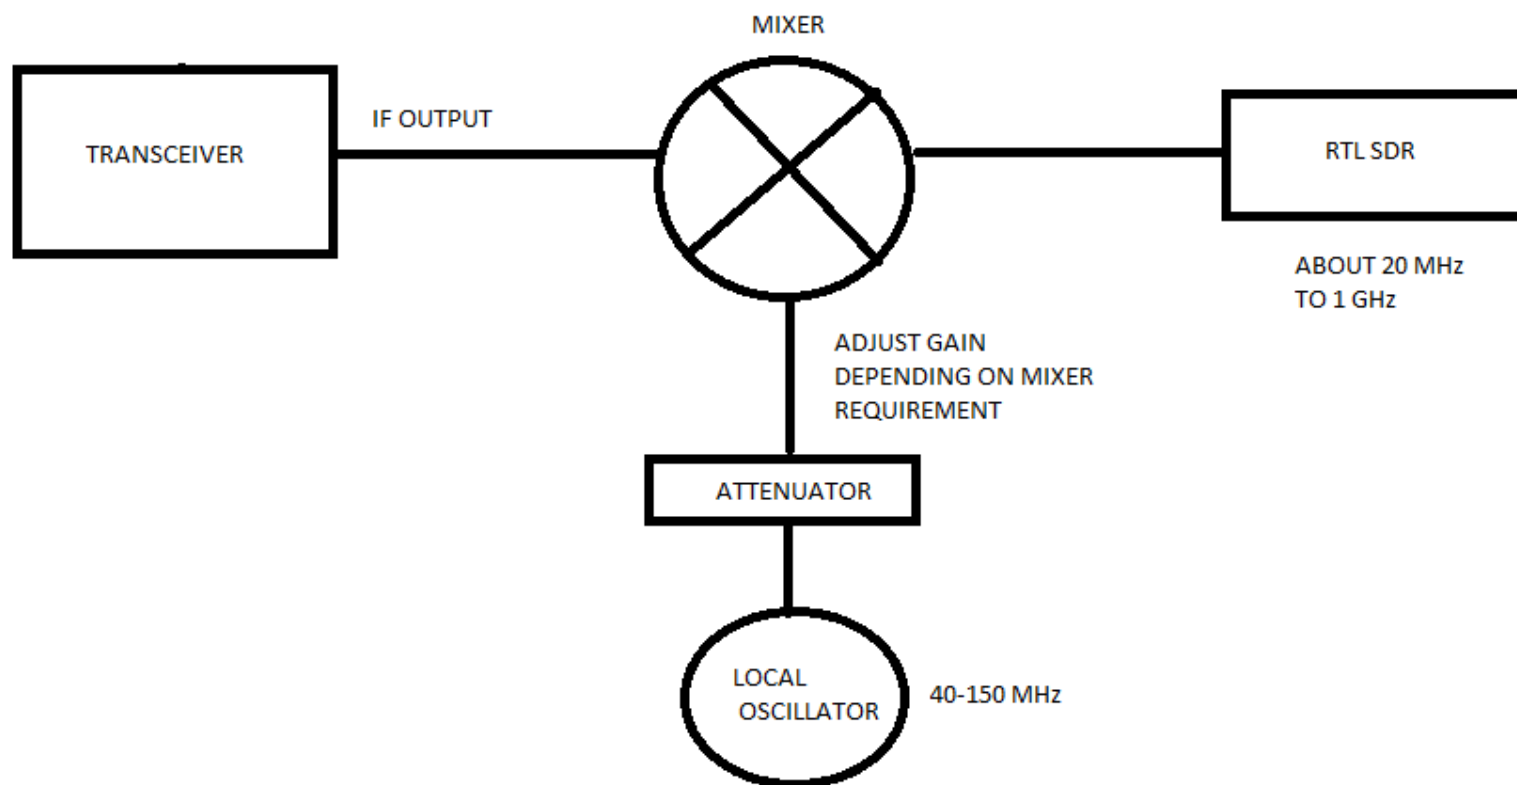 MIXER
IF OUTPUT
TRANSCEIVER
RTL SDR
ABOUT 20 MHz
TO 1 GHz
ADJUST GAIN
DEPENDING ON MIXER
REQUIREMENT
ATTENUATOR
LOCAL
OSCILLATOR
40-150 MHz